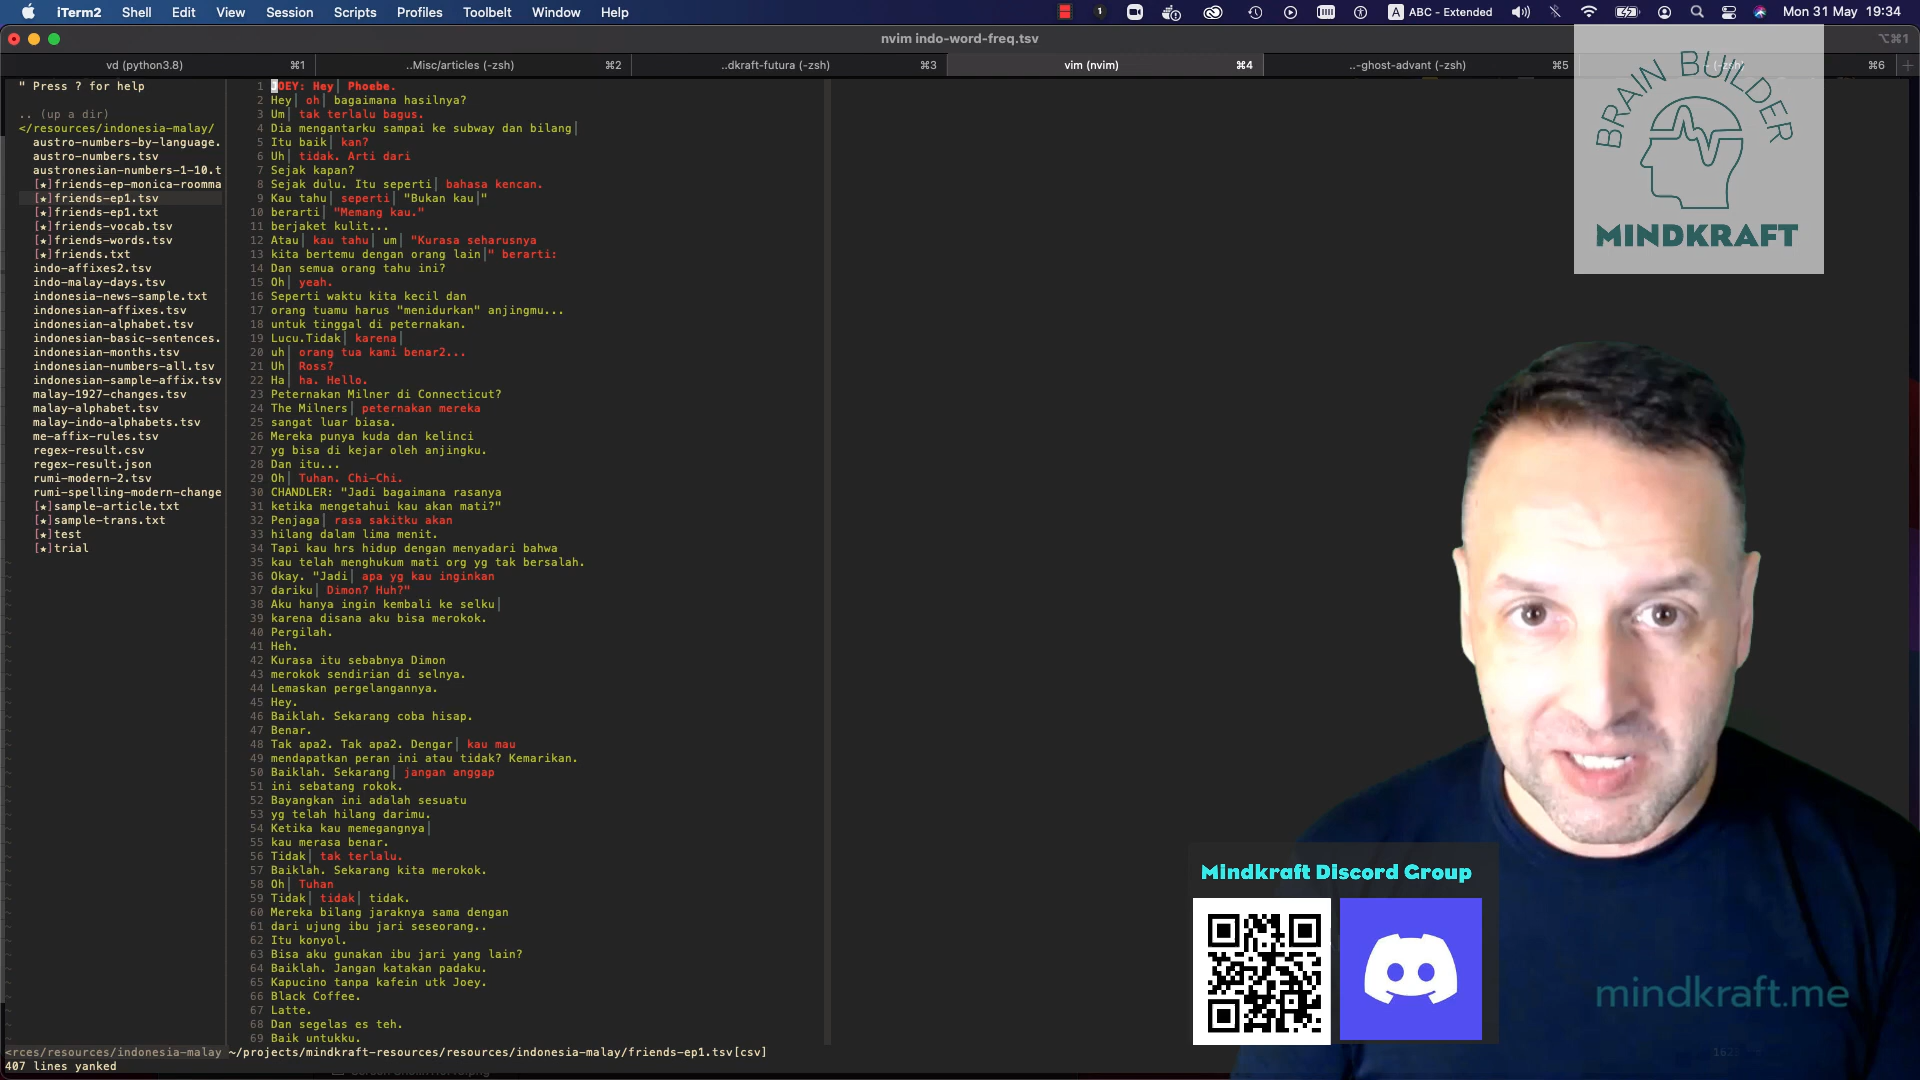 iTerm2 Shell Edit View Session Scripts Profiles Toolbelt Window Help
1
A ABC - Extended
Mon 31 May 19:34
nvim indo-word-freq.tsv
⌥⌘1
vd (python3.8) ⌘1
..Misc/articles (-zsh) ⌘2
..dkraft-futura (-zsh) ⌘3
vim (nvim) ⌘4
..-ghost-advant (-zsh) ⌘5
(-zsh) ⌘6
" Press ? for help
.. (up a dir)
</resources/indonesia-malay/
austro-numbers-by-language.
austro-numbers.tsv
austronesian-numbers-1-10.t
[★]friends-ep-monica-roomma
[★]friends-ep1.tsv
[★]friends-ep1.txt
[★]friends-vocab.tsv
[★]friends-words.tsv
[★]friends.txt
indo-affixes2.tsv
indo-malay-days.tsv
indonesia-news-sample.txt
indonesian-affixes.tsv
indonesian-alphabet.tsv
indonesian-basic-sentences.
indonesian-months.tsv
indonesian-numbers-all.tsv
indonesian-sample-affix.tsv
malay-1927-changes.tsv
malay-alphabet.tsv
malay-indo-alphabets.tsv
me-affix-rules.tsv
regex-result.csv
regex-result.json
rumi-modern-2.tsv
rumi-spelling-modern-change
[★]sample-article.txt
[★]sample-trans.txt
[★]test
[★]trial
1 JOEY: Hey| Phoebe.
2 Hey| oh| bagaimana hasilnya?
3 Um| tak terlalu bagus.
4 Dia mengantarku sampai ke subway dan bilang|
5 Itu baik| kan?
6 Uh| tidak. Arti dari
7 Sejak kapan?
8 Sejak dulu. Itu seperti| bahasa kencan.
9 Kau tahu| seperti| "Bukan kau|"
10 berarti| "Memang kau."
11 berjaket kulit...
12 Atau| kau tahu| um| "Kurasa seharusnya
13 kita bertemu dengan orang lain|" berarti:
14 Dan semua orang tahu ini?
15 Oh| yeah.
16 Seperti waktu kita kecil dan
17 orang tuamu harus "menidurkan" anjingmu...
18 untuk tinggal di peternakan.
19 Lucu.Tidak| karena|
20 uh| orang tua kami benar2...
21 Uh| Ross?
22 Ha| ha. Hello.
23 Peternakan Milner di Connecticut?
24 The Milners| peternakan mereka
25 sangat luar biasa.
26 Mereka punya kuda dan kelinci
27 yg bisa di kejar oleh anjingku.
28 Dan itu...
29 Oh| Tuhan. Chi-Chi.
30 CHANDLER: "Jadi bagaimana rasanya
31 ketika mengetahui kau akan mati?"
32 Penjaga| rasa sakitku akan
33 hilang dalam lima menit.
34 Tapi kau hrs hidup dengan menyadari bahwa
35 kau telah menghukum mati org yg tak bersalah.
36 Okay. "Jadi| apa yg kau inginkan
37 dariku| Dimon? Huh?"
38 Aku hanya ingin kembali ke selku|
39 karena disana aku bisa merokok.
40 Pergilah.
41 Heh.
42 Kurasa itu sebabnya Dimon
43 merokok sendirian di selnya.
44 Lemaskan pergelangannya.
45 Hey.
46 Baiklah. Sekarang coba hisap.
47 Benar.
48 Tak apa2. Tak apa2. Dengar| kau mau
49 mendapatkan peran ini atau tidak? Kemarikan.
50 Baiklah. Sekarang| jangan anggap
51 ini sebatang rokok.
52 Bayangkan ini adalah sesuatu
53 yg telah hilang darimu.
54 Ketika kau memegangnya|
55 kau merasa benar.
56 Tidak| tak terlalu.
57 Baiklah. Sekarang kita merokok.
58 Oh| Tuhan
59 Tidak| tidak| tidak.
60 Mereka bilang jaraknya sama dengan
61 dari ujung ibu jari seseorang..
62 Itu konyol.
63 Bisa aku gunakan ibu jari yang lain?
64 Baiklah. Jangan katakan padaku.
65 Kapucino tanpa kafein utk Joey.
66 Black Coffee.
67 Latte.
68 Dan segelas es teh.
69 Baik untukku.
<rces/resources/indonesia-malay ~/projects/mindkraft-resources/resources/indonesia-malay/friends-ep1.tsv[csv]
407 lines yanked
BRAIN BUILDER
MINDKRAFT
Mindkraft Discord Group
mindkraft.me